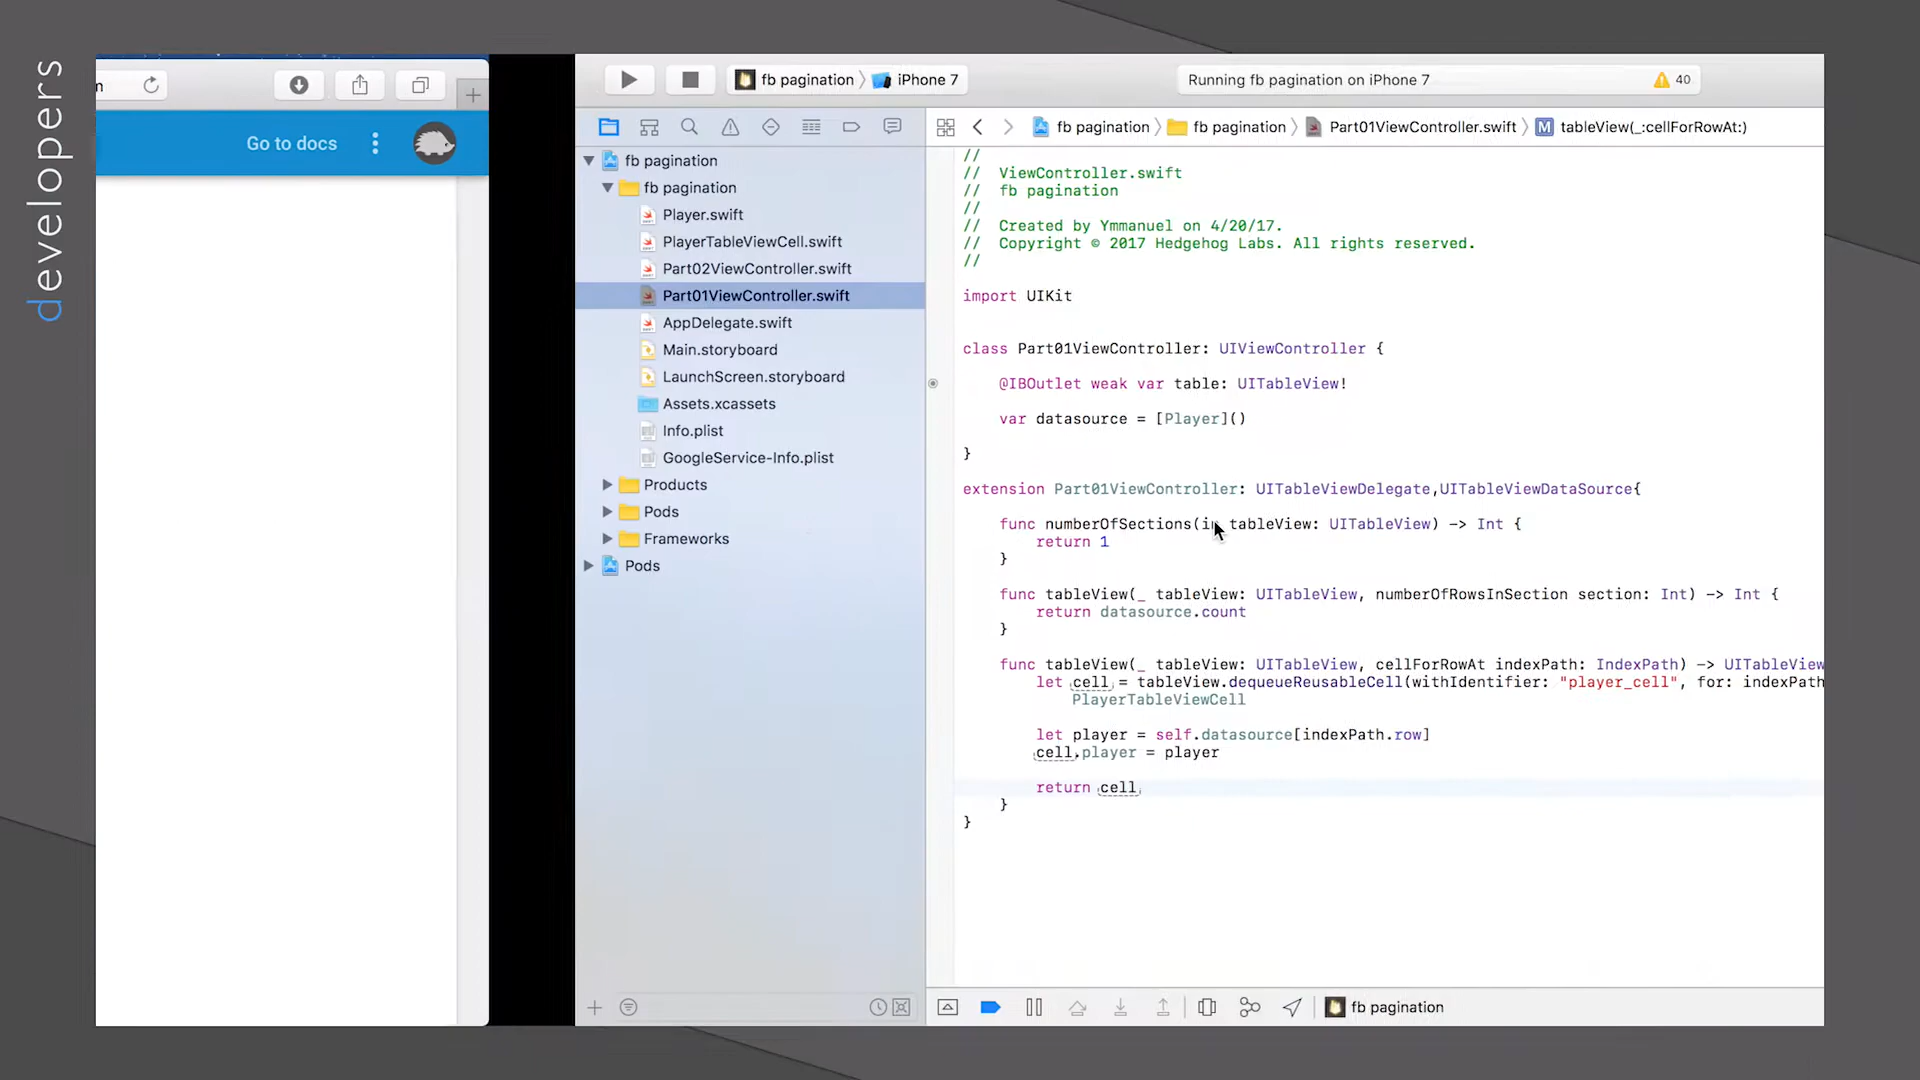 developers
n
Go to docs
fb pagination
iPhone 7
Running fb pagination on iPhone 7
40
fb pagination
fb pagination
Part01ViewController.swift
M
tableView(_:cellForRowAt:)
fb pagination
fb pagination
Player.swift
PlayerTableViewCell.swift
Part02ViewController.swift
Part01ViewController.swift
AppDelegate.swift
Main.storyboard
LaunchScreen.storyboard
Assets.xcassets
Info.plist
GoogleService-Info.plist
Products
Pods
Frameworks
Pods
//
// ViewController.swift
// fb pagination
//
// Created by Ymmanuel on 4/20/17.
// Copyright © 2017 Hedgehog Labs. All rights reserved.
//
import UIKit
class Part01ViewController: UIViewController {
@IBOutlet weak var table: UITableView!
var datasource = [Player]()
}
extension Part01ViewController: UITableViewDelegate,UITableViewDataSource{
func numberOfSections(in tableView: UITableView) -> Int {
return 1
}
func tableView(_ tableView: UITableView, numberOfRowsInSection section: Int) -> Int {
return datasource.count
}
func tableView(_ tableView: UITableView, cellForRowAt indexPath: IndexPath) -> UITableView
let cell = tableView.dequeueReusableCell(withIdentifier: "player_cell", for: indexPath
PlayerTableViewCell
let player = self.datasource[indexPath.row]
cell.player = player
return cell
}
}
fb pagination